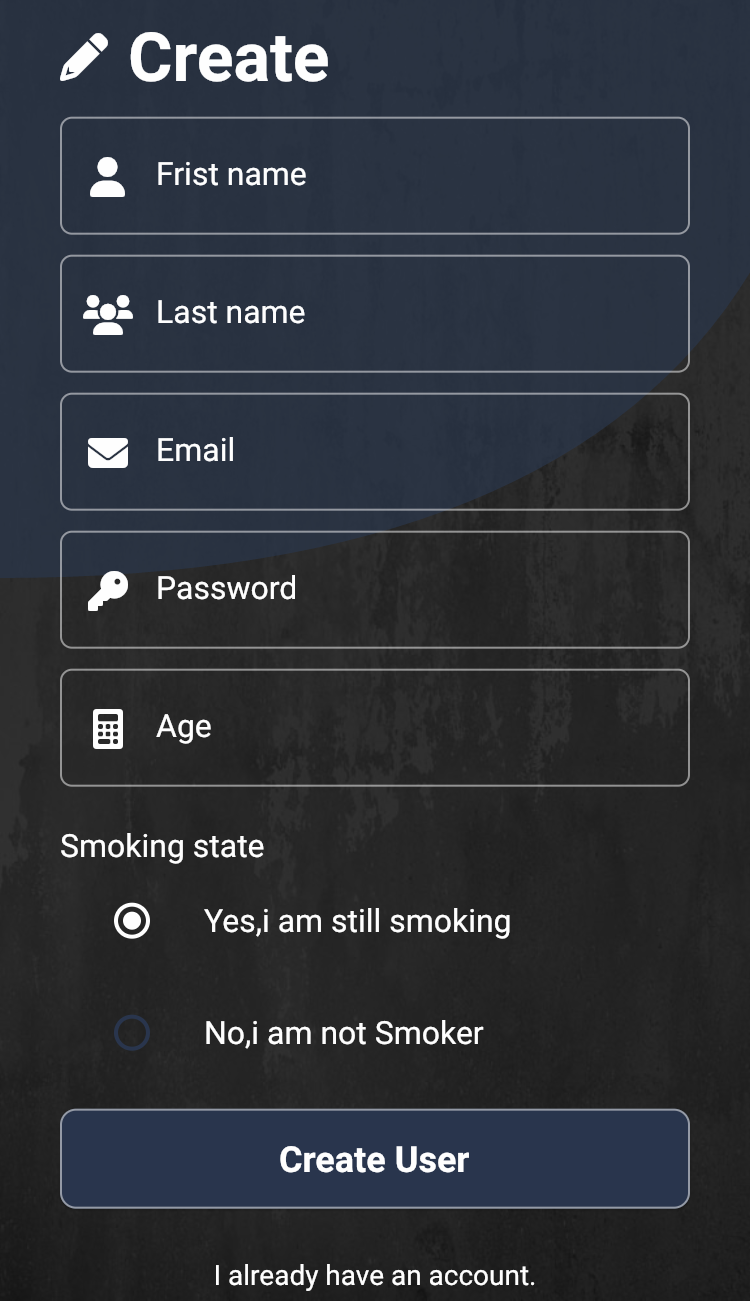 Create
Frist name
Last name
Email
Password
Age
Smoking state
Yes,i am still smoking
No,i am not Smoker
Create User
I already have an account.